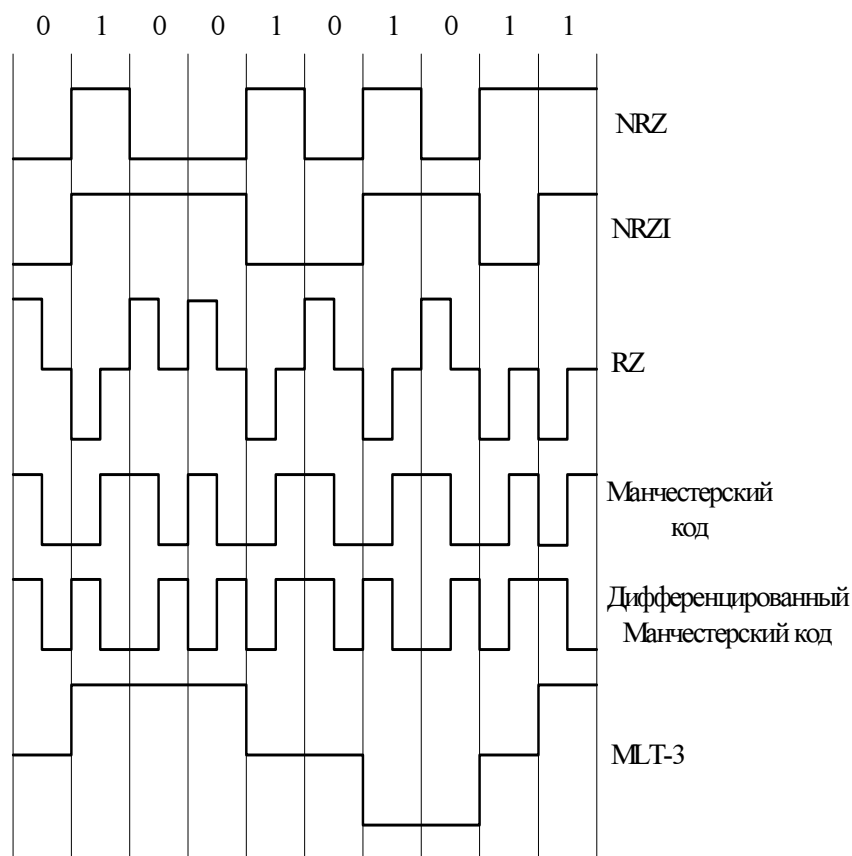 0 1 0 0 1 0 1 0 1 1
NRZ
NRZI
RZ
Манчестерский
код
Дифференцированный
Манчестерский код
MLT-3